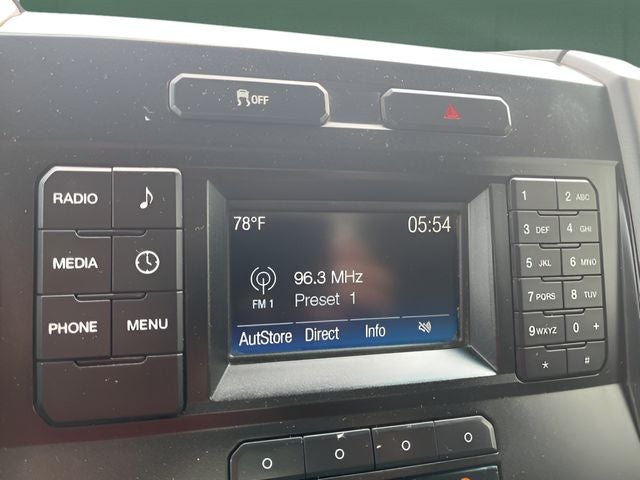 OFF
RADIO
MEDIA
PHONE MENU
78°F 05:54
96.3 MHz
FM 1 Preset 1
AutStore Direct Info
1 2 ABC
3 DEF 4 GHI
5 JKL 6 MNO
7 PQRS 8 TUV
9 WXYZ 0 +
* #